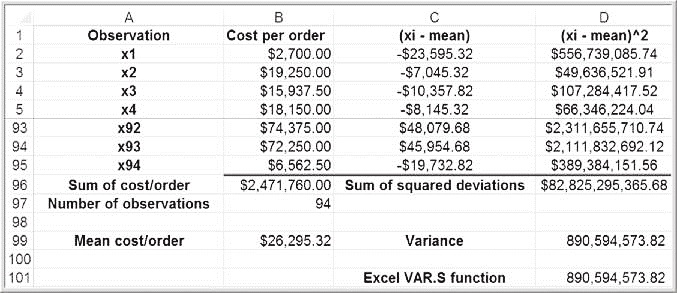 A B C D
1 Observation Cost per order (xi - mean) (xi - mean)^2
2 x1 $2,700.00 -$23,595.32 $556,739,085.74
3 x2 $19,250.00 -$7,045.32 $49,636,521.91
4 x3 $15,937.50 -$10,357.82 $107,284,417.52
5 x4 $18,150.00 -$8,145.32 $66,346,224.04
93 x92 $74,375.00 $48,079.68 $2,311,655,710.74
94 x93 $72,250.00 $45,954.68 $2,111,832,692.12
95 x94 $6,562.50 -$19,732.82 $389,384,151.56
96 Sum of cost/order $2,471,760.00 Sum of squared deviations $82,825,295,365.68
97 Number of observations 94
98
99 Mean cost/order $26,295.32 Variance 890,594,573.82
100
101 Excel VAR.S function 890,594,573.82